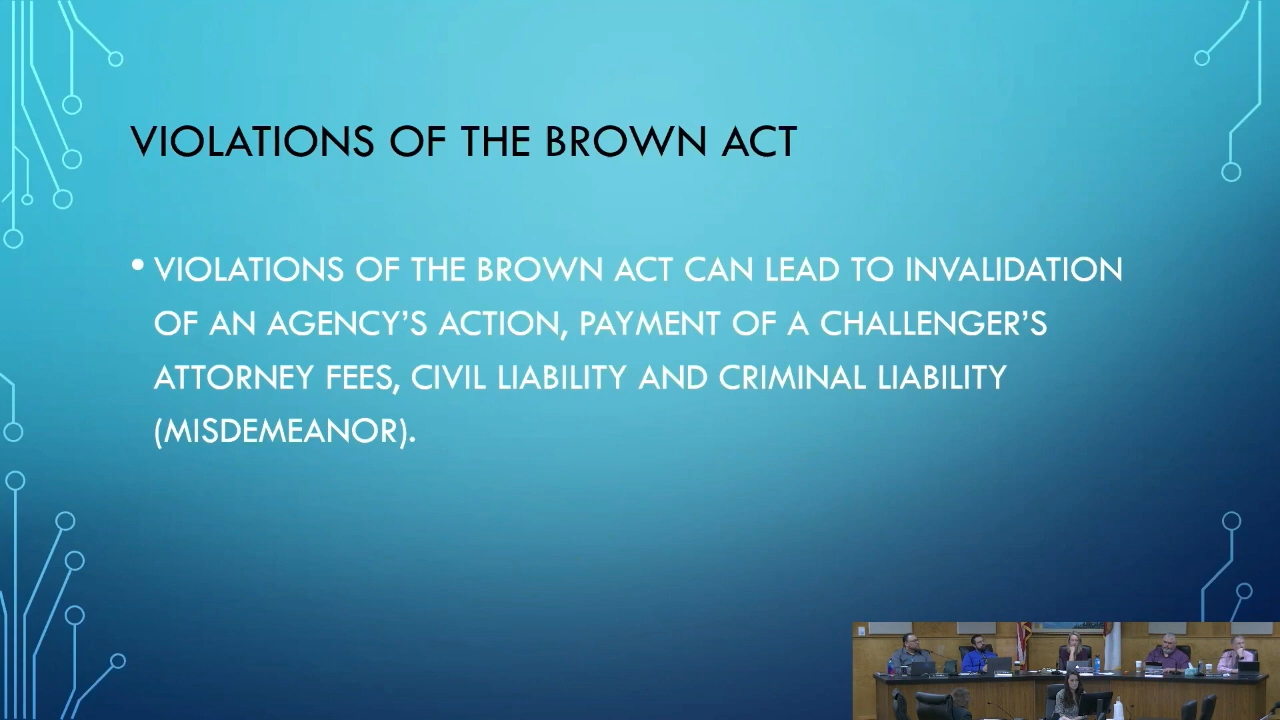 VIOLATIONS OF THE BROWN ACT
• VIOLATIONS OF THE BROWN ACT CAN LEAD TO INVALIDATION
OF AN AGENCY’S ACTION, PAYMENT OF A CHALLENGER’S
ATTORNEY FEES, CIVIL LIABILITY AND CRIMINAL LIABILITY
(MISDEMEANOR).